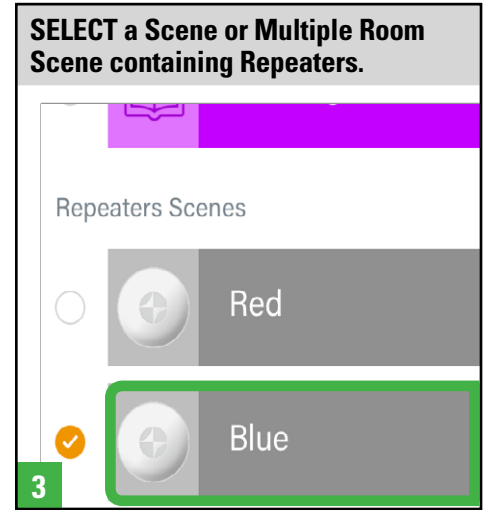 SELECT a Scene or Multiple Room
Scene containing Repeaters.
Repeaters Scenes
Red
Blue
3